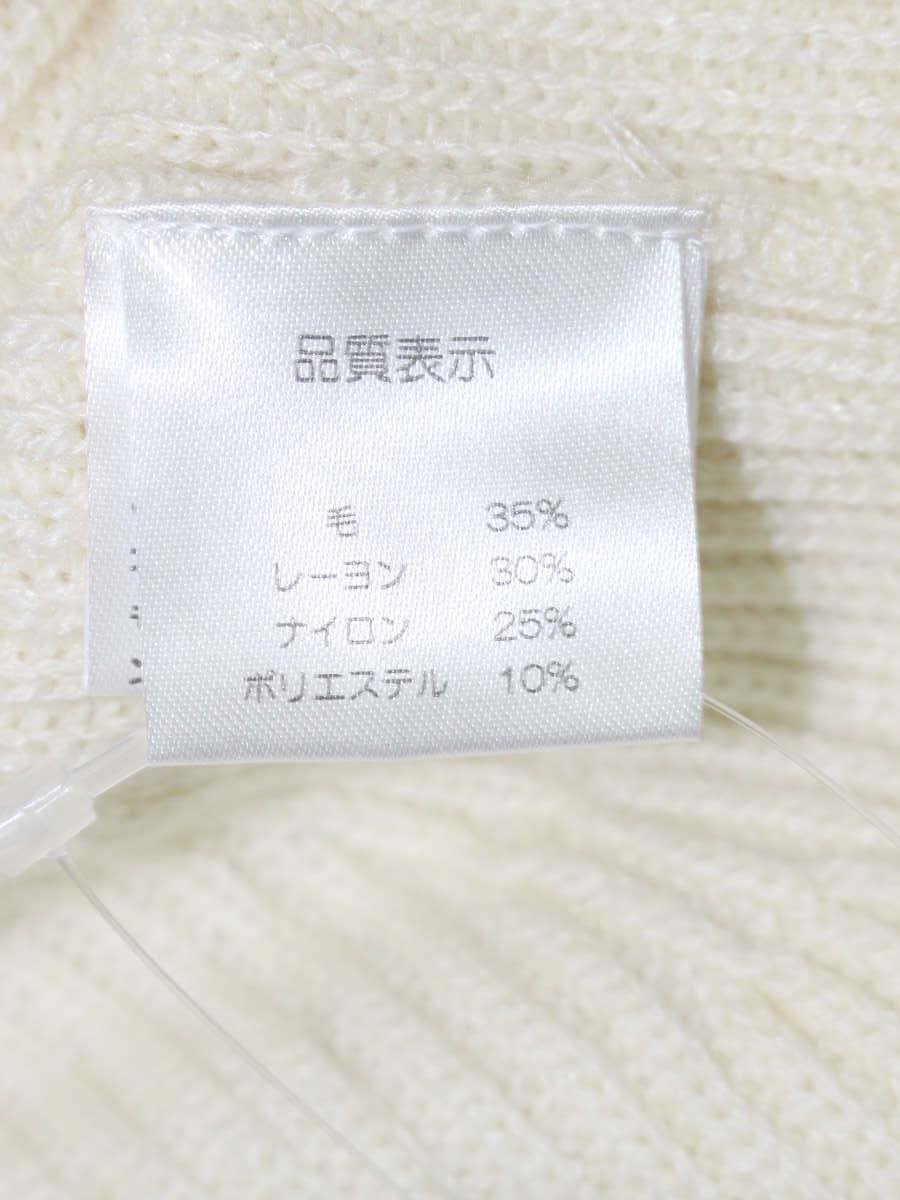 品質表示
毛 35%
レーヨン 30%
ナイロン 25%
ポリエステル 10%